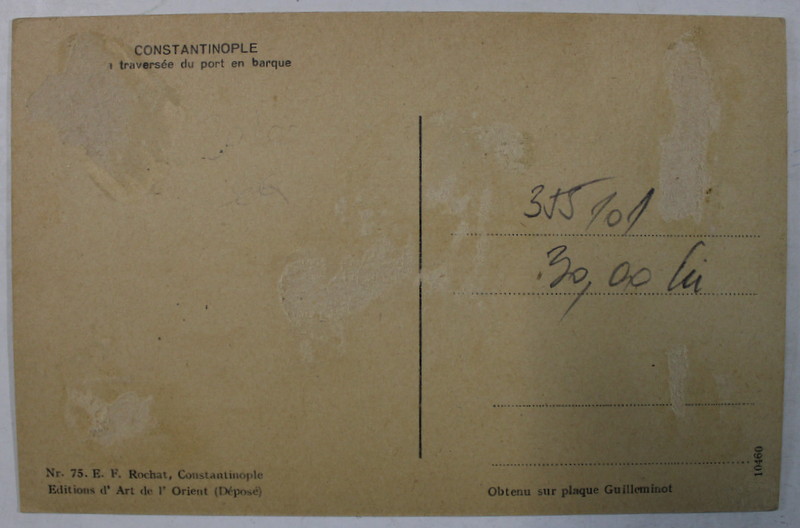 CONSTANTINOPLE
traversée du port en barque
355/01
30,00 lei
Nr. 75. E. F. Rochat, Constantinople
Editions d' Art de l' Orient (Déposé)
Obtenu sur plaque Guilleminot
10460